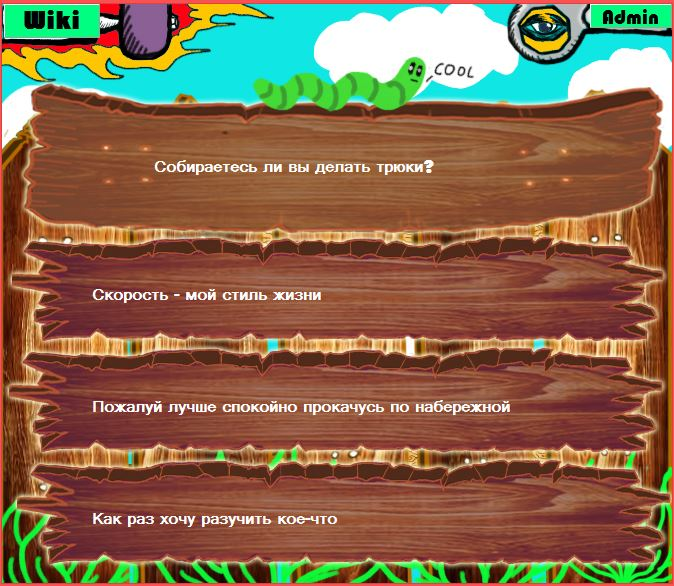 Wiki
Admin
COOL
Собираетесь ли вы делать трюки?
Скорость - мой стиль жизни
Пожалуй лучше спокойно прокачусь по набережной
Как раз хочу разучить кое-что